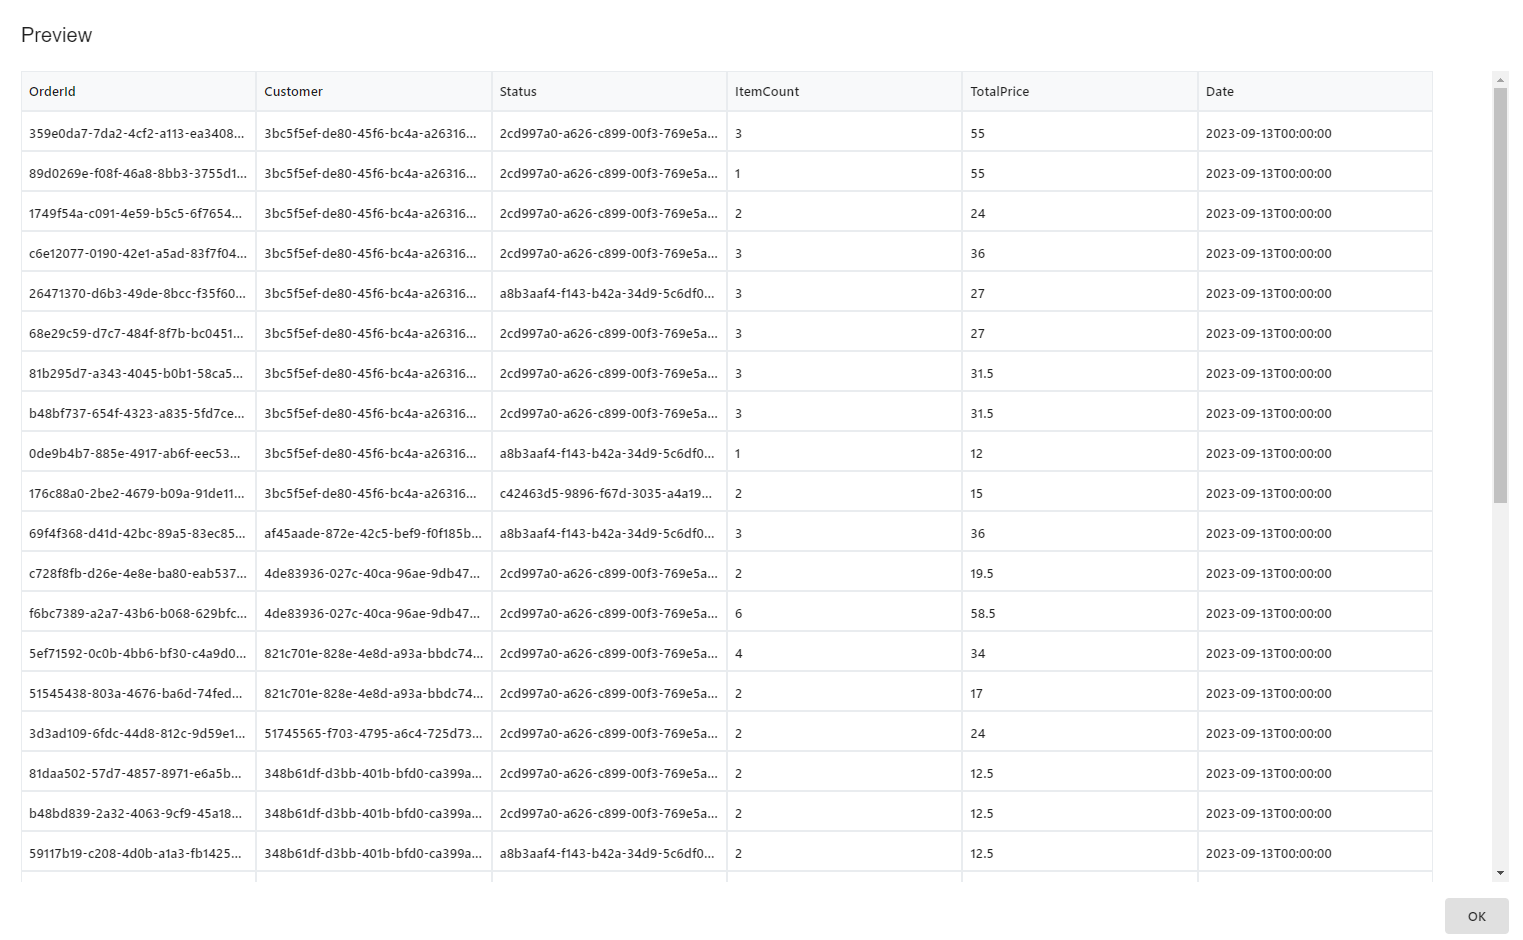 Preview
OrderId Customer Status ItemCount TotalPrice Date
359e0da7-7da2-4cf2-a113-ea3408... 3bc5f5ef-de80-45f6-bc4a-a26316... 2cd997a0-a626-c899-00f3-769e5a... 3 55 2023-09-13T00:00:00
89d0269e-f08f-46a8-8bb3-3755d1... 3bc5f5ef-de80-45f6-bc4a-a26316... 2cd997a0-a626-c899-00f3-769e5a... 1 55 2023-09-13T00:00:00
1749f54a-c091-4e59-b5c5-6f7654... 3bc5f5ef-de80-45f6-bc4a-a26316... 2cd997a0-a626-c899-00f3-769e5a... 2 24 2023-09-13T00:00:00
c6e12077-0190-42e1-a5ad-83f7f04... 3bc5f5ef-de80-45f6-bc4a-a26316... 2cd997a0-a626-c899-00f3-769e5a... 3 36 2023-09-13T00:00:00
26471370-d6b3-49de-8bcc-f35f60... 3bc5f5ef-de80-45f6-bc4a-a26316... a8b3aaf4-f143-b42a-34d9-5c6df0... 3 27 2023-09-13T00:00:00
68e29c59-d7c7-484f-8f7b-bc0451... 3bc5f5ef-de80-45f6-bc4a-a26316... 2cd997a0-a626-c899-00f3-769e5a... 3 27 2023-09-13T00:00:00
81b295d7-a343-4045-b0b1-58ca5... 3bc5f5ef-de80-45f6-bc4a-a26316... 2cd997a0-a626-c899-00f3-769e5a... 3 31.5 2023-09-13T00:00:00
b48bf737-654f-4323-a835-5fd7ce... 3bc5f5ef-de80-45f6-bc4a-a26316... 2cd997a0-a626-c899-00f3-769e5a... 3 31.5 2023-09-13T00:00:00
0de9b4b7-885e-4917-ab6f-eec53... 3bc5f5ef-de80-45f6-bc4a-a26316... a8b3aaf4-f143-b42a-34d9-5c6df0... 1 12 2023-09-13T00:00:00
176c88a0-2be2-4679-b09a-91de11... 3bc5f5ef-de80-45f6-bc4a-a26316... c42463d5-9896-f67d-3035-a4a19... 2 15 2023-09-13T00:00:00
69f4f368-d41d-42bc-89a5-83ec85... af45aade-872e-42c5-bef9-f0f185b... a8b3aaf4-f143-b42a-34d9-5c6df0... 3 36 2023-09-13T00:00:00
c728f8fb-d26e-4e8e-ba80-eab537... 4de83936-027c-40ca-96ae-9db47... 2cd997a0-a626-c899-00f3-769e5a... 2 19.5 2023-09-13T00:00:00
f6bc7389-a2a7-43b6-b068-629bfc... 4de83936-027c-40ca-96ae-9db47... 2cd997a0-a626-c899-00f3-769e5a... 6 58.5 2023-09-13T00:00:00
5ef71592-0c0b-4bb6-bf30-c4a9d0... 821c701e-828e-4e8d-a93a-bbdc74... 2cd997a0-a626-c899-00f3-769e5a... 4 34 2023-09-13T00:00:00
51545438-803a-4676-ba6d-74fed... 821c701e-828e-4e8d-a93a-bbdc74... 2cd997a0-a626-c899-00f3-769e5a... 2 17 2023-09-13T00:00:00
3d3ad109-6fdc-44d8-812c-9d59e1... 51745565-f703-4795-a6c4-725d73... 2cd997a0-a626-c899-00f3-769e5a... 2 24 2023-09-13T00:00:00
81daa502-57d7-4857-8971-e6a5b... 348b61df-d3bb-401b-bfd0-ca399a... 2cd997a0-a626-c899-00f3-769e5a... 2 12.5 2023-09-13T00:00:00
b48bd839-2a32-4063-9cf9-45a18... 348b61df-d3bb-401b-bfd0-ca399a... 2cd997a0-a626-c899-00f3-769e5a... 2 12.5 2023-09-13T00:00:00
59117b19-c208-4d0b-a1a3-fb1425... 348b61df-d3bb-401b-bfd0-ca399a... a8b3aaf4-f143-b42a-34d9-5c6df0... 2 12.5 2023-09-13T00:00:00
OK